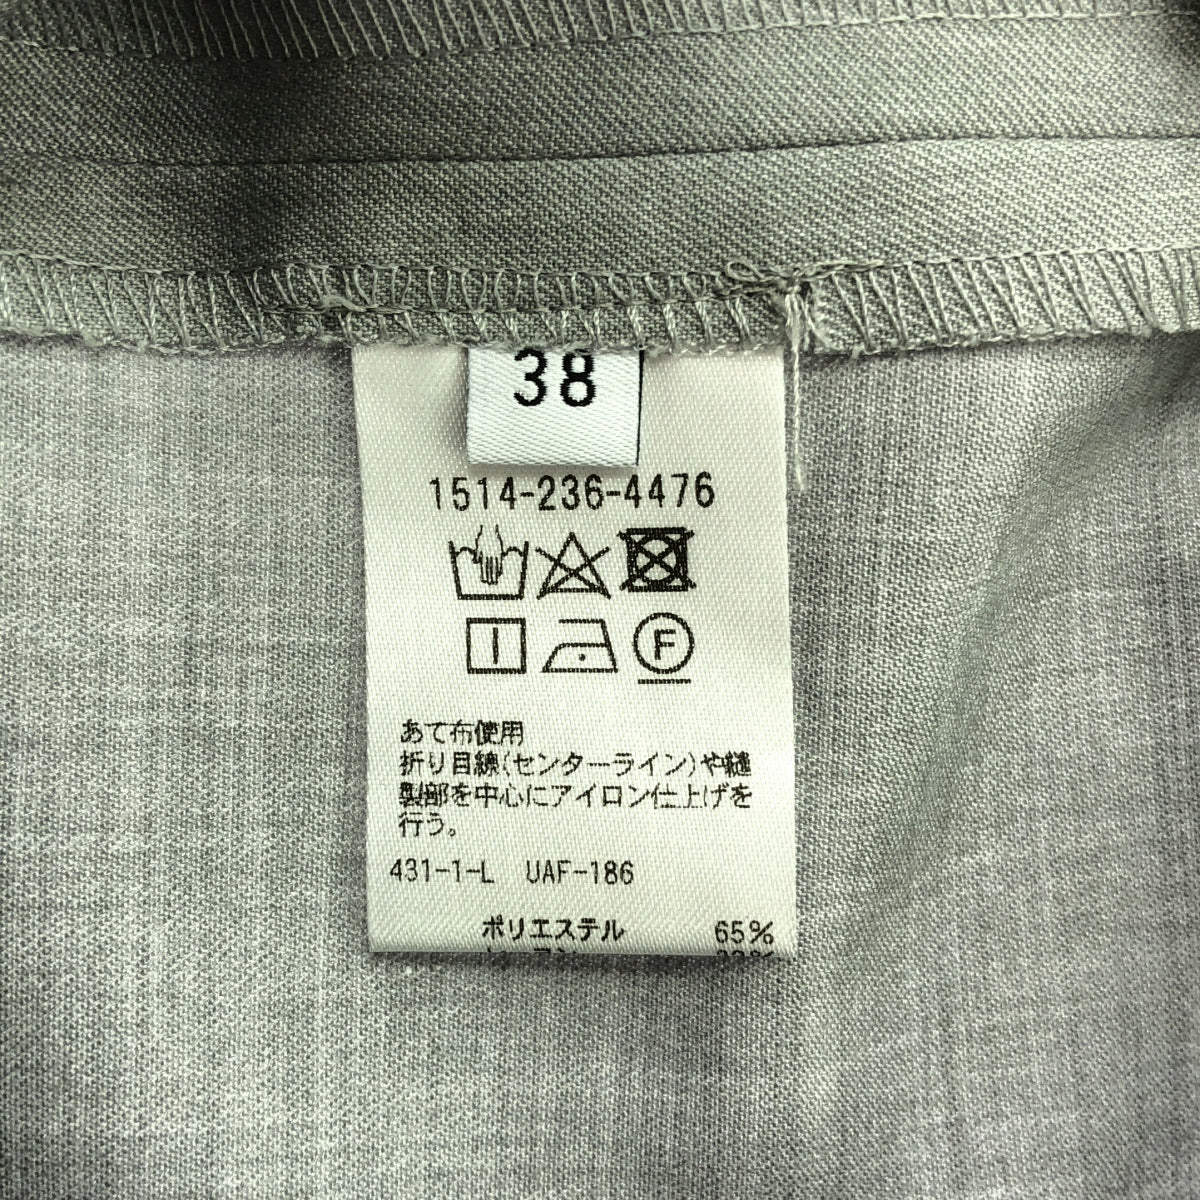 38
1514-236-4476
F
あて布使用
折り目線(センターライン)や縫
製部を中心にアイロン仕上げを
行う。
431-1-L UAF-186
ポリエステル 65%